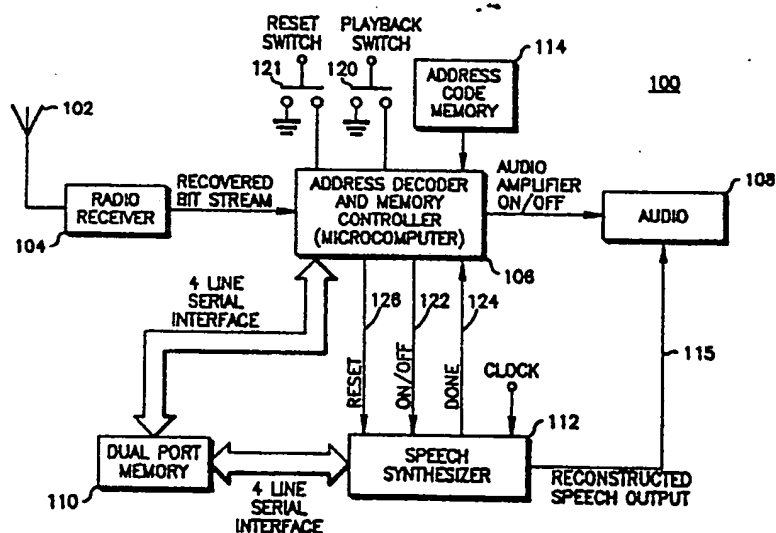 RESET
SWITCH
PLAYBACK
SWITCH
121
120
114
ADDRESS
CODE
MEMORY
100
102
RADIO
RECEIVER
104
RECOVERED
BIT STREAM
ADDRESS DECODER
AND MEMORY
CONTROLLER
(MICROCOMPUTER)
106
AUDIO
AMPLIFIER
ON/OFF
108
AUDIO
4 LINE
SERIAL
INTERFACE
126
122
124
RESET
ON/OFF
DONE
CLOCK
115
112
DUAL PORT
MEMORY
110
4 LINE
SERIAL
INTERFACE
SPEECH
SYNTHESIZER
RECONSTRUCTED
SPEECH OUTPUT